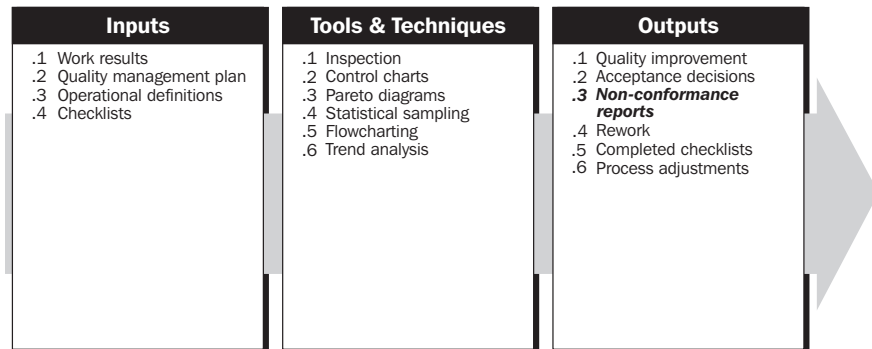 Inputs
.1 Work results
.2 Quality management plan
.3 Operational definitions
.4 Checklists
Tools & Techniques
.1 Inspection
.2 Control charts
.3 Pareto diagrams
.4 Statistical sampling
.5 Flowcharting
.6 Trend analysis
Outputs
.1 Quality improvement
.2 Acceptance decisions
.3 Non-conformance
reports
.4 Rework
.5 Completed checklists
.6 Process adjustments